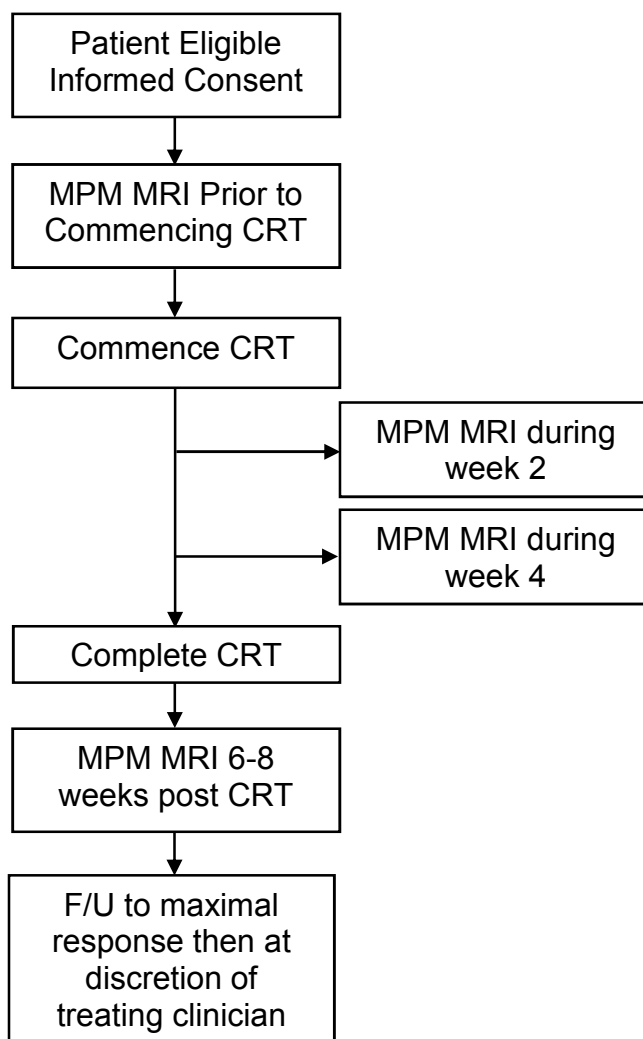 Patient Eligible
Informed Consent
MPM MRI Prior to
Commencing CRT
Commence CRT
MPM MRI during
week 2
MPM MRI during
week 4
Complete CRT
MPM MRI 6-8
weeks post CRT
F/U to maximal
response then at
discretion of
treating clinician